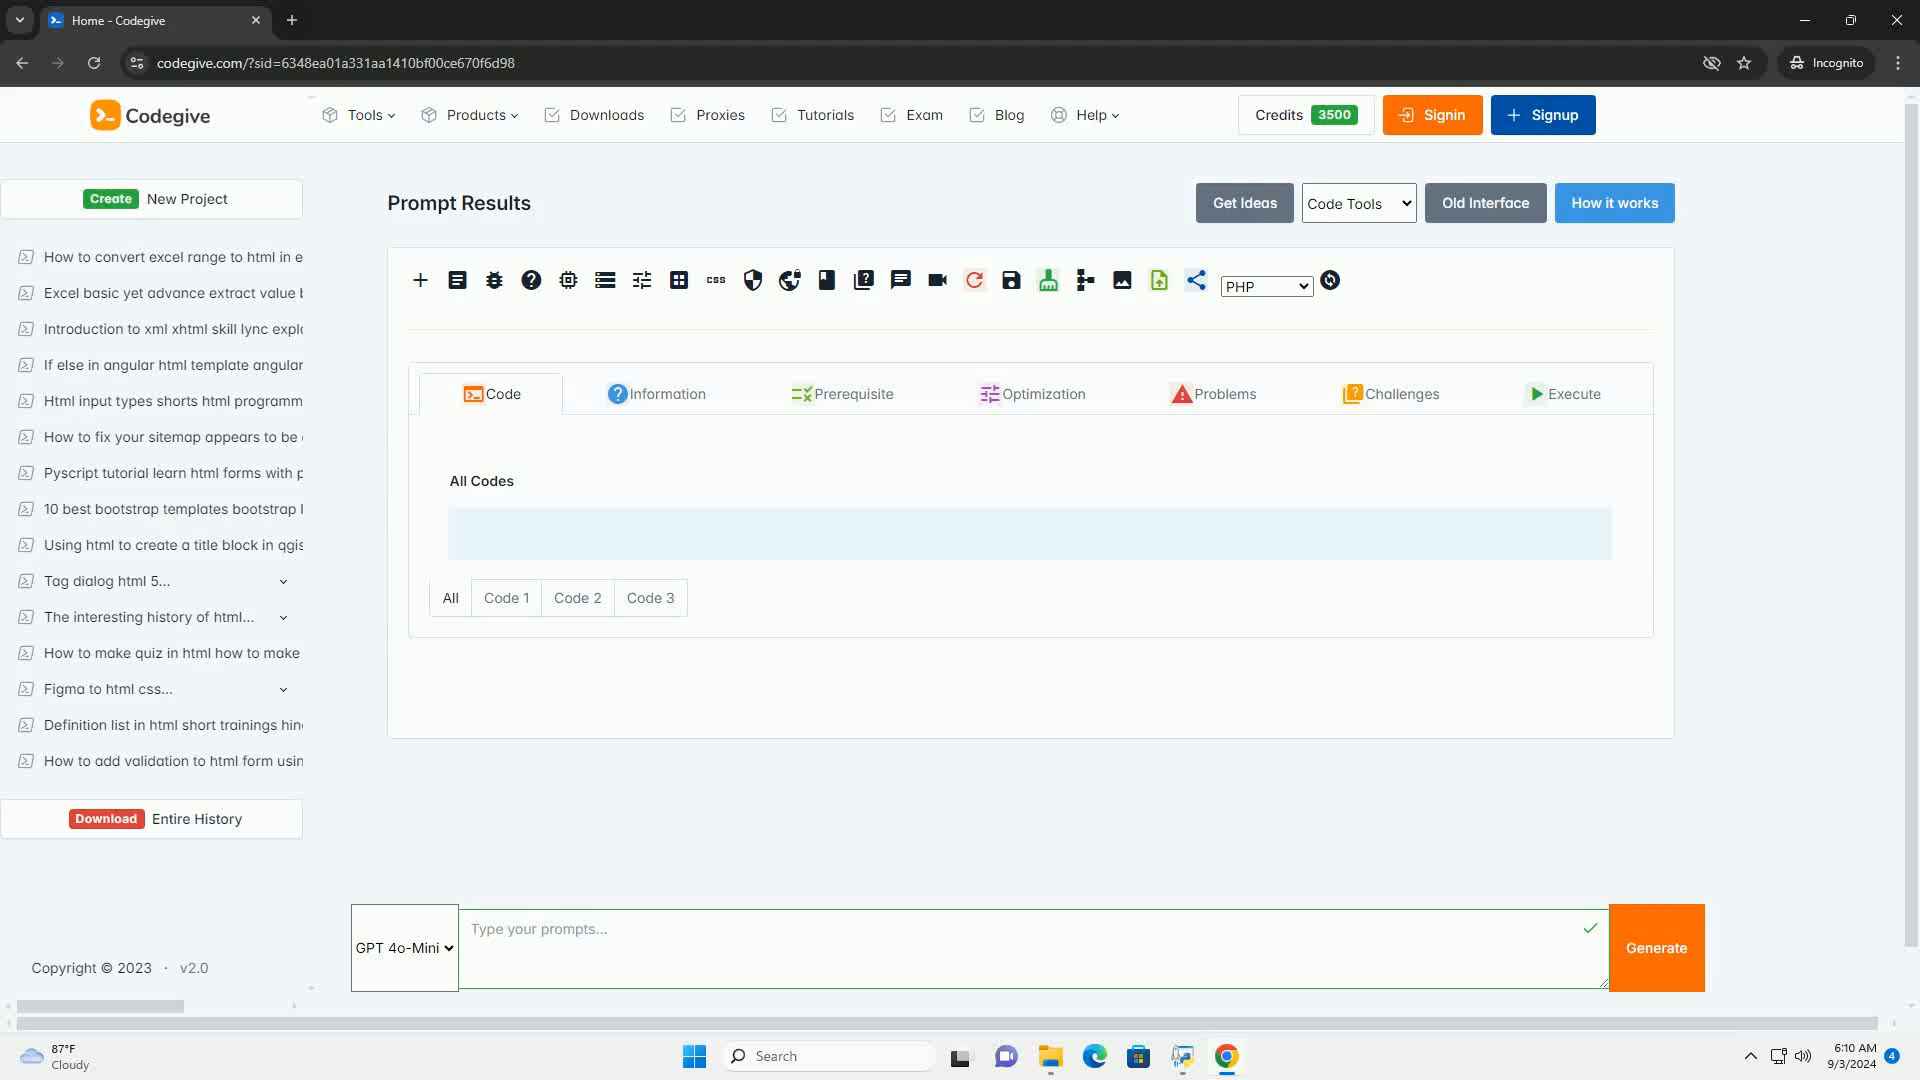 Home - Codegive
codegive.com/?sid=6348ea01a331aa1410bf00ce670f6d98
Incognito
Codegive
Tools
Products
Downloads
Proxies
Tutorials
Exam
Blog
Help
Credits 3500
Signin
Signup
Create New Project
Prompt Results
Get Ideas
Code Tools
Old Interface
How it works
How to convert excel range to html in e
Excel basic yet advance extract value b
Introduction to xml xhtml skill lync explo
If else in angular html template angular
Html input types shorts html programm
How to fix your sitemap appears to be
Pyscript tutorial learn html forms with p
10 best bootstrap templates bootstrap
Using html to create a title block in qgis
Tag dialog html 5...
The interesting history of html...
How to make quiz in html how to make
Figma to html css...
Definition list in html short trainings hin
How to add validation to html form usin
Download Entire History
Copyright © 2023 · v2.0
css
PHP
Code
Information
Prerequisite
Optimization
Problems
Challenges
Execute
All Codes
All
Code 1
Code 2
Code 3
GPT 4o-Mini
Type your prompts...
Generate
87°F
Cloudy
Search
6:10 AM
9/3/2024
4